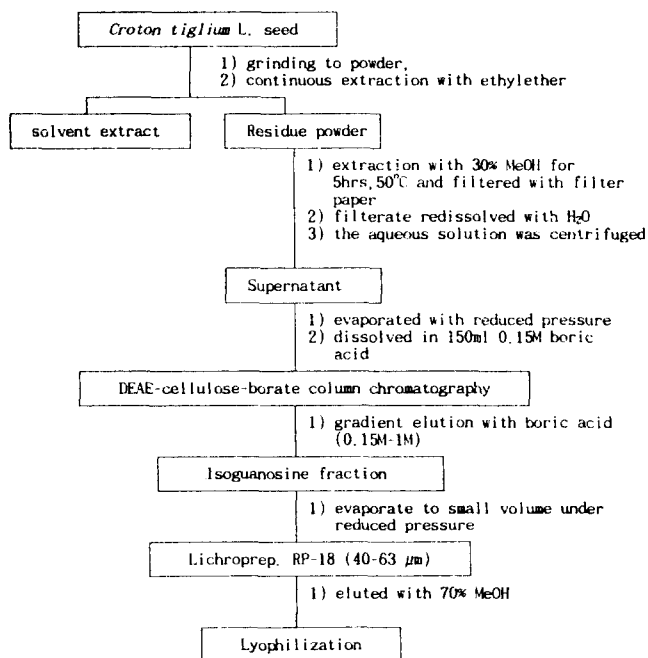 Croton tiglium L. seed
1) grinding to powder,
2) continuous extraction with ethylether
solvent extract
Residue powder
1) extraction with 30% MeOH for
5hrs,50°C and filtered with filter
paper
2) filterate redissolved with H₂O
3) the aqueous solution was centrifuged
Supernatant
1) evaporated with reduced pressure
2) dissolved in 150ml 0.15M boric
acid
DEAE-cellulose-borate column chromatography
1) gradient elution with boric acid
(0.15M-1M)
Isoguanosine fraction
1) evaporate to small volume under
reduced pressure
Lichroprep. RP-18 (40-63 μm)
1) eluted with 70% MeOH
Lyophilization